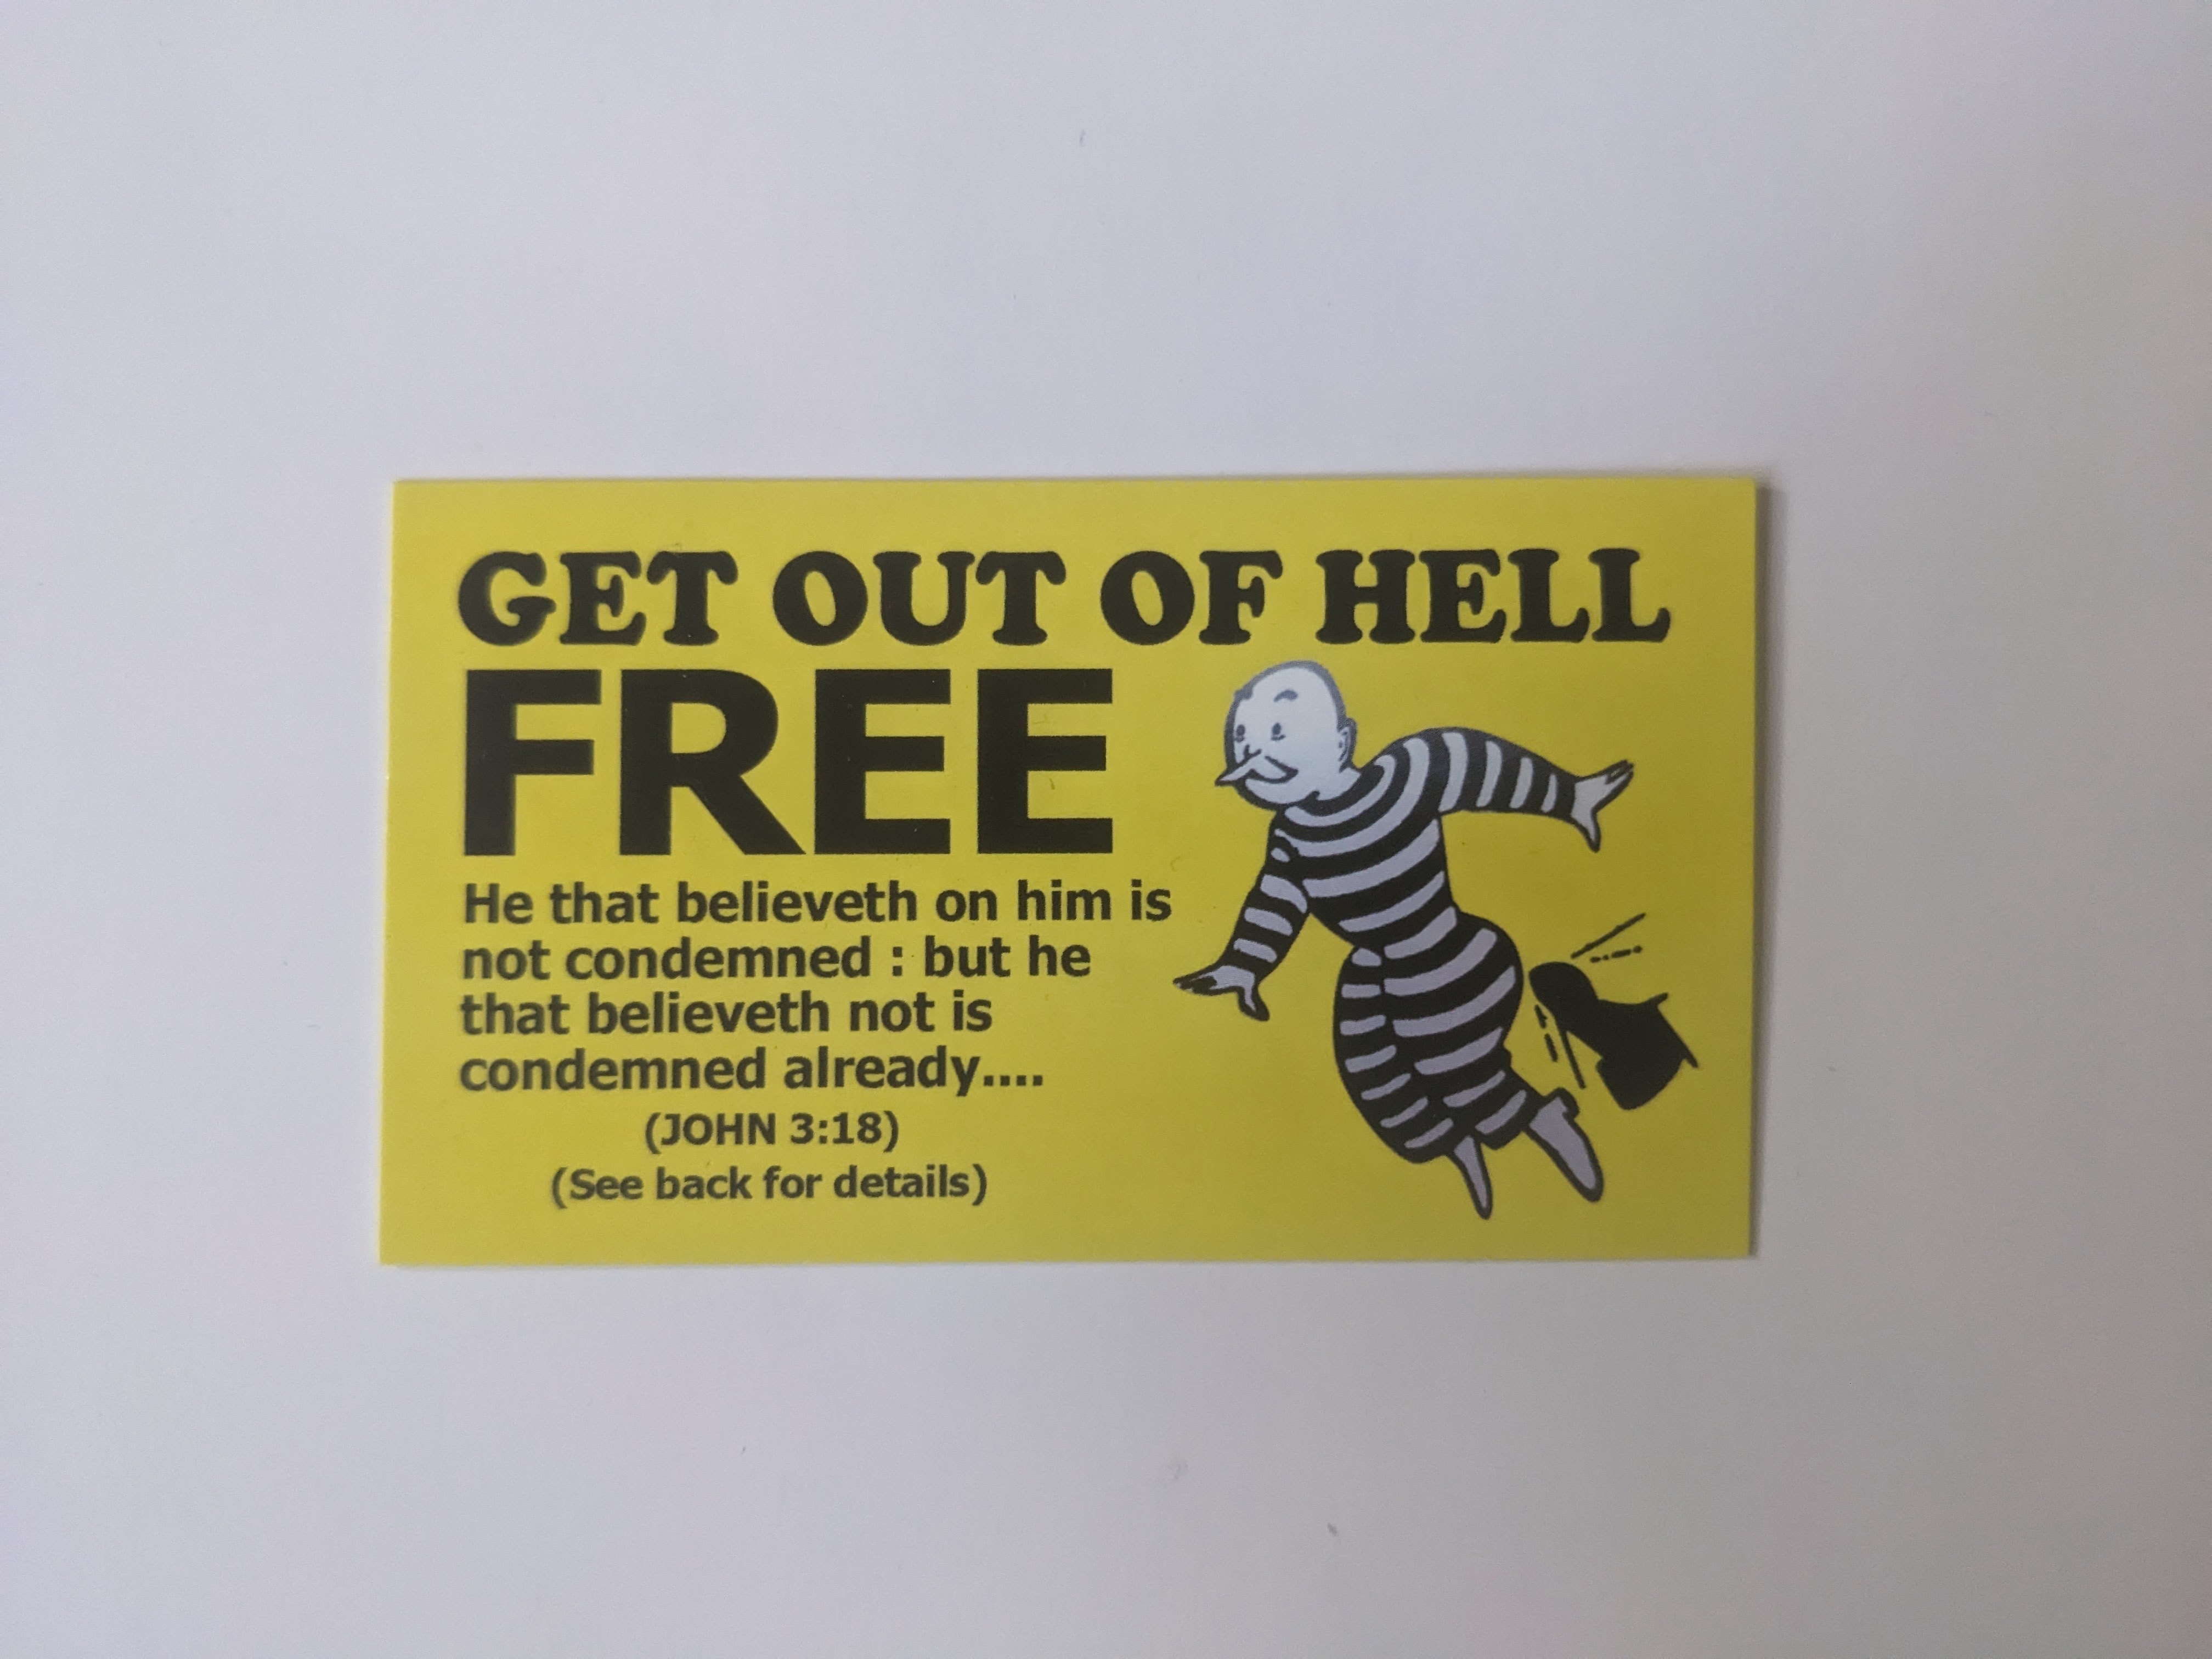 GET OUT OF HELL
FREE
He that believeth on him is
not condemned : but he
that believeth not is
condemned already....
(JOHN 3:18)
(See back for details)